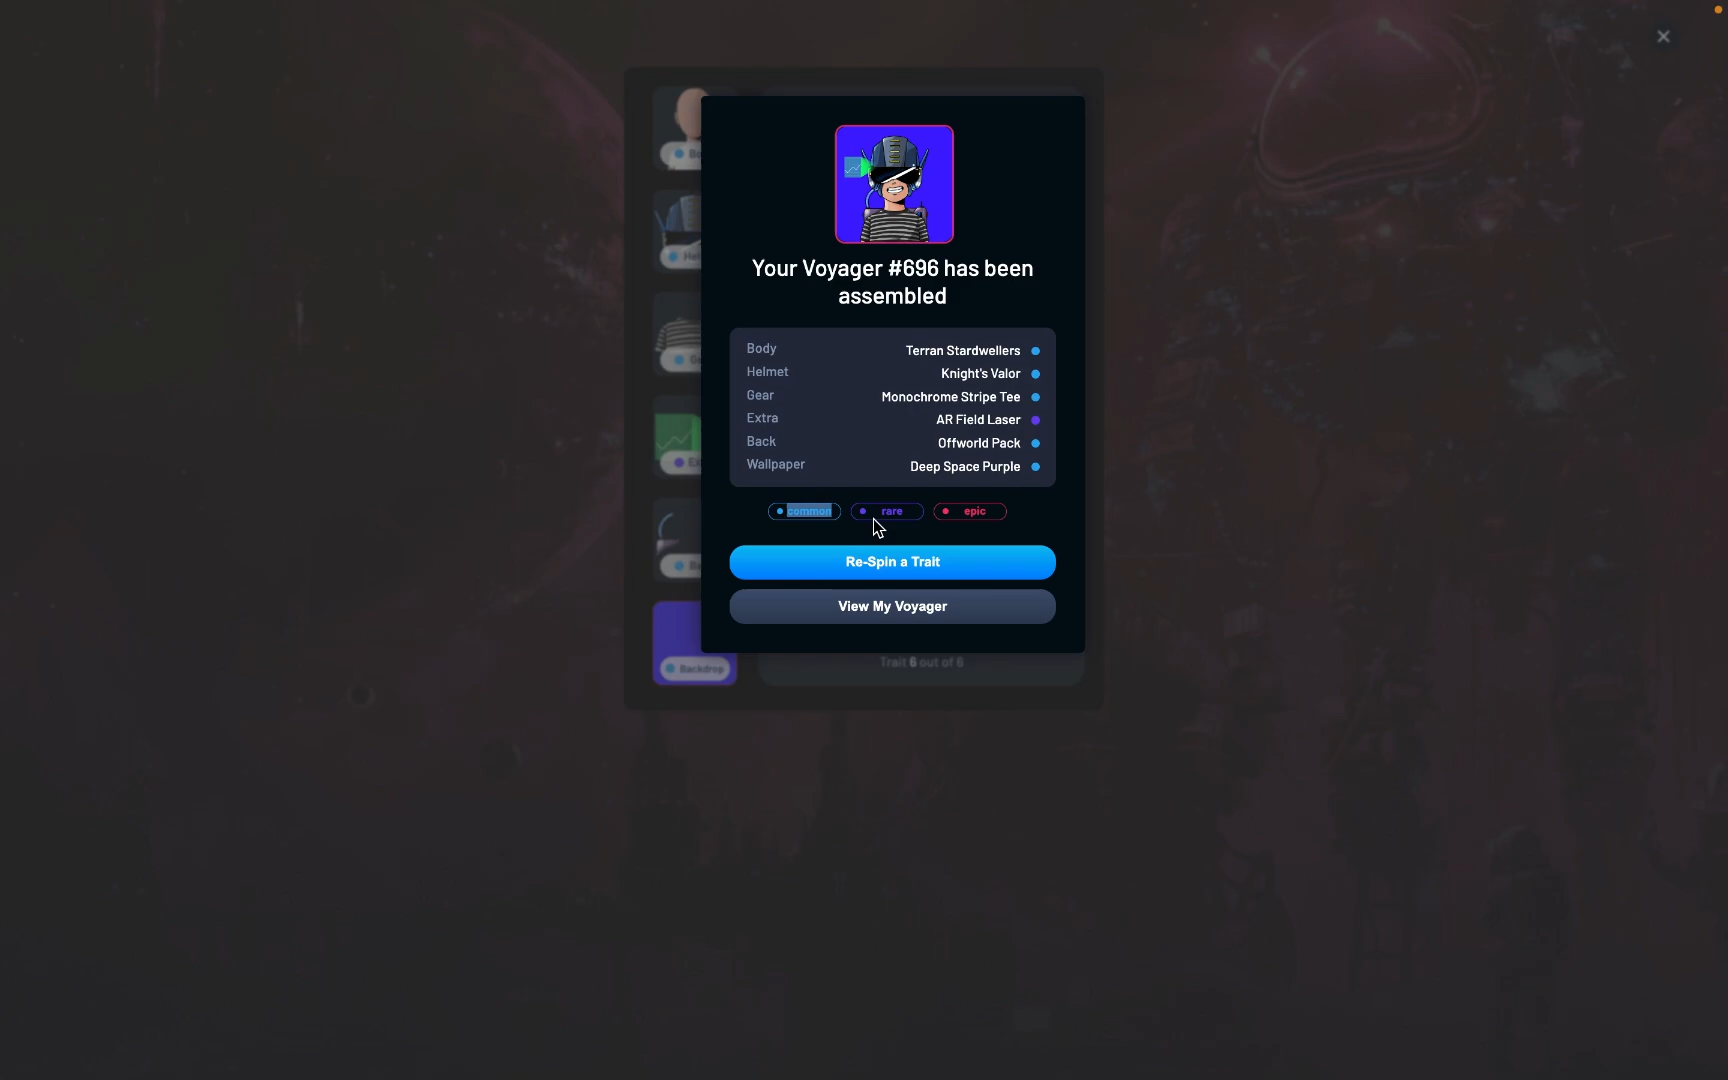 Your Voyager #696 has been
assembled
Body Terran Stardwellers
Helmet Knight's Valor
Gear Monochrome Stripe Tee
Extra AR Field Laser
Back Offworld Pack
Wallpaper Deep Space Purple
common rare epic
Re-Spin a Trait
View My Voyager
Trait 6 out of 6
Backdrop